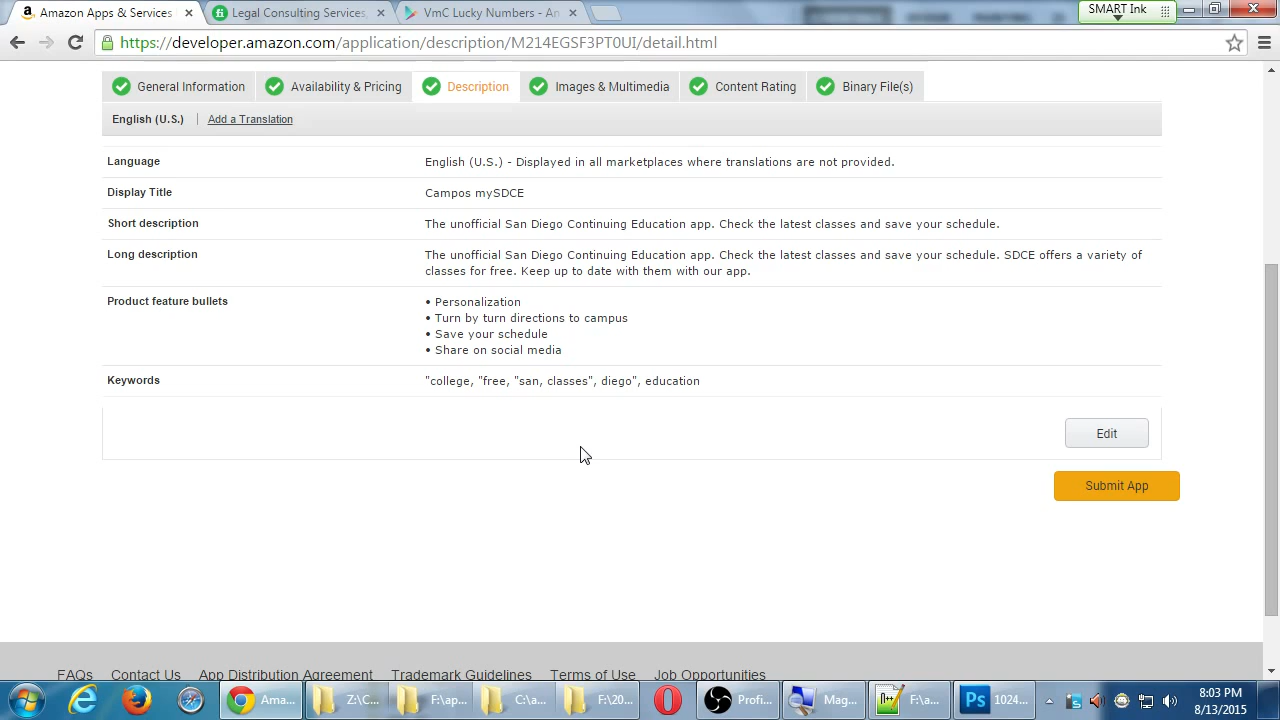 Amazon Apps & Services
Legal Consulting Services,
VmC Lucky Numbers - An
SMART Ink
https://developer.amazon.com/application/description/M214EGSF3PT0UI/detail.html
General Information
Availability & Pricing
Description
Images & Multimedia
Content Rating
Binary File(s)
English (U.S.) | Add a Translation
Language
English (U.S.) - Displayed in all marketplaces where translations are not provided.
Display Title
Campos mySDCE
Short description
The unofficial San Diego Continuing Education app. Check the latest classes and save your schedule.
Long description
The unofficial San Diego Continuing Education app. Check the latest classes and save your schedule. SDCE offers a variety of
classes for free. Keep up to date with them with our app.
Product feature bullets
• Personalization
• Turn by turn directions to campus
• Save your schedule
• Share on social media
Keywords
"college, "free, "san, classes", diego", education
Edit
Submit App
FAQs Contact Us App Distribution Agreement Trademark Guidelines Terms of Use Job Opportunities
Ama...
Z:\C...
F:\ap...
C:\a...
F:\20...
Profi...
Mag...
F:\a...
Ps 1024...
8:03 PM
8/13/2015